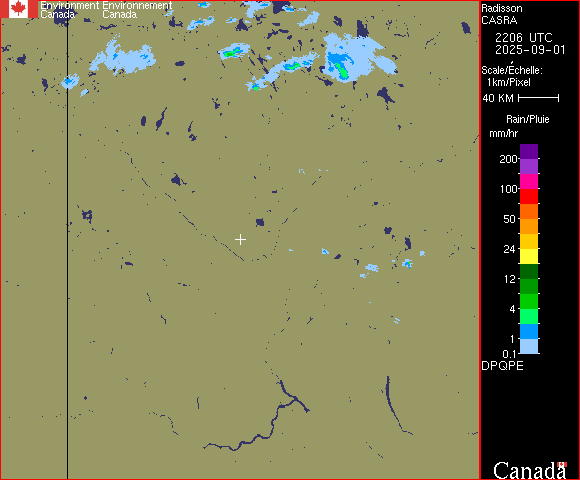 Environment Environnement
Canada Canada
Radisson
CASRA
2206 UTC
2025-09-01
Scale/Échelle:
1km/Pixel
40 KM
Rain/Pluie
mm/hr
200
100
50
24
12
4
1
0.1
DPQPE
Canada